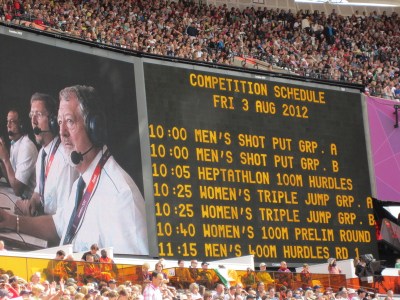 COMPETITION SCHEDULE
FRI 3 AUG 2012
10:00 MEN'S SHOT PUT GRP. A
10:00 MEN'S SHOT PUT GRP. B
10:05 HEPTATHLON 100M HURDLES
10:25 WOMEN'S TRIPLE JUMP GRP. A
10:25 WOMEN'S TRIPLE JUMP GRP. B
10:40 WOMEN'S 100M PRELIM ROUND
11:15 MEN'S 400M HURDLES RD 1